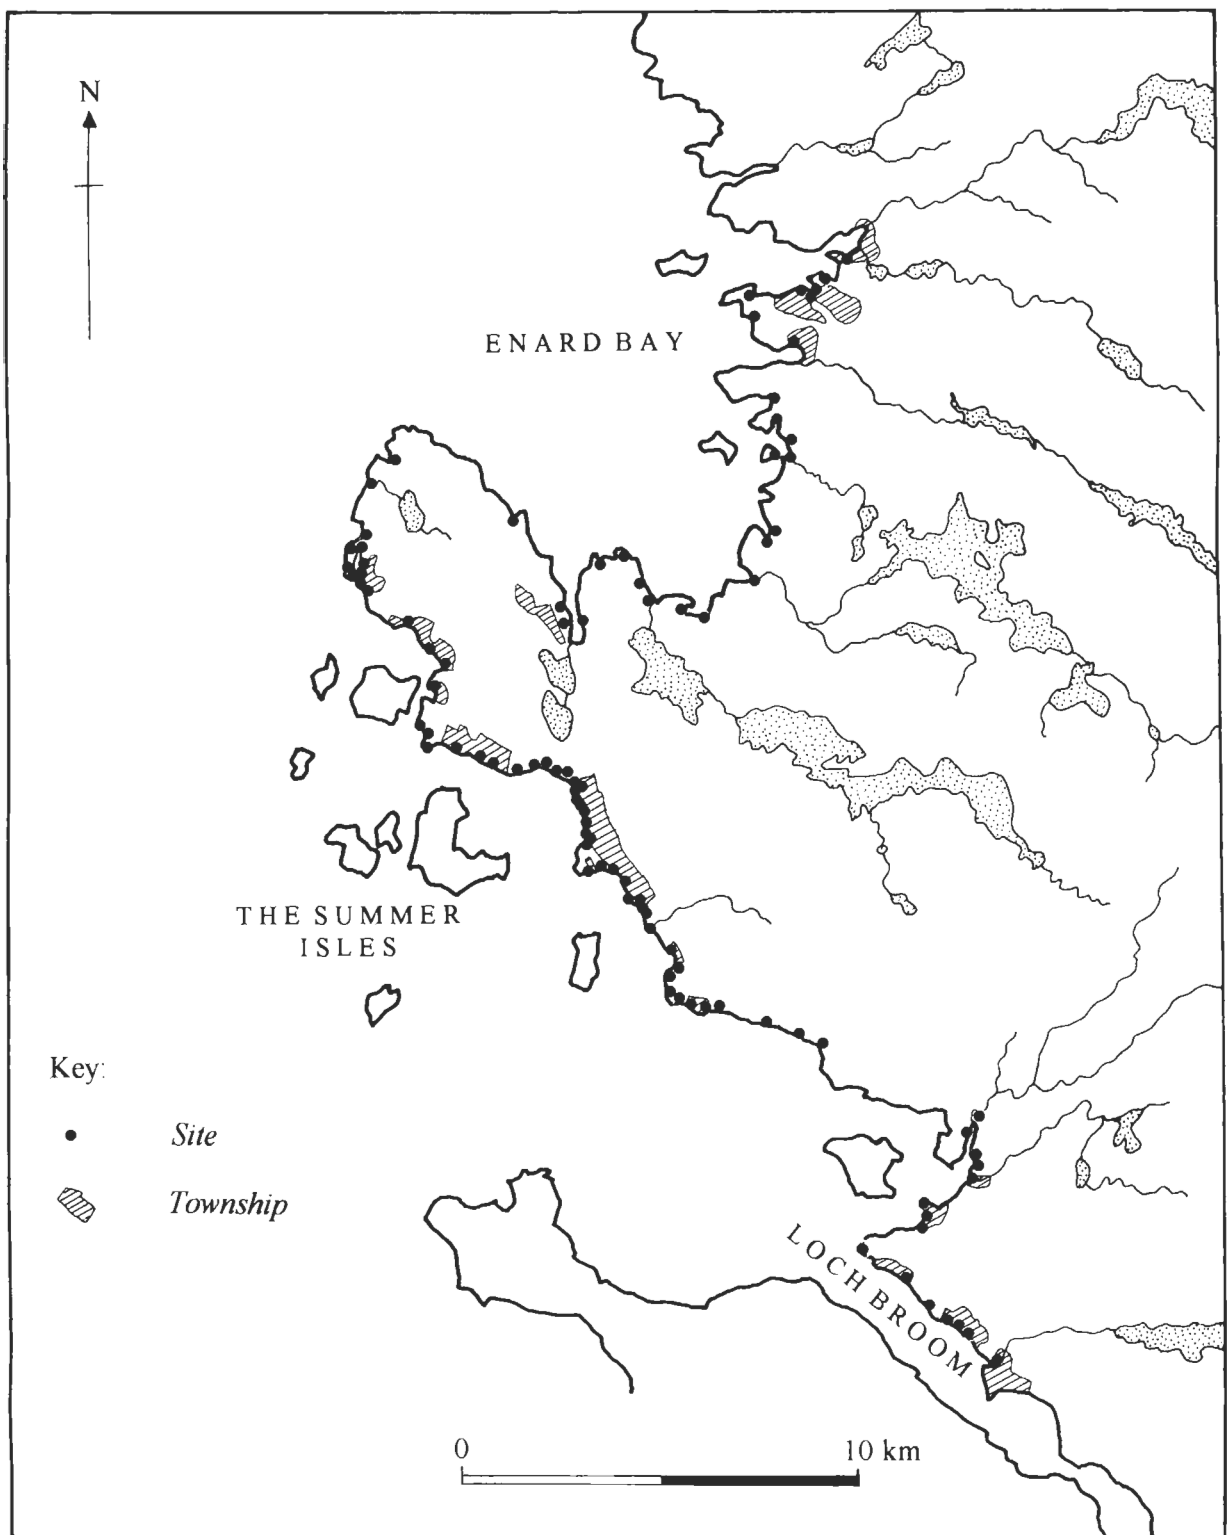 N
ENARD BAY
THE SUMMER
ISLES
Key:
Site
Township
LOCH BROOM
0 10 km